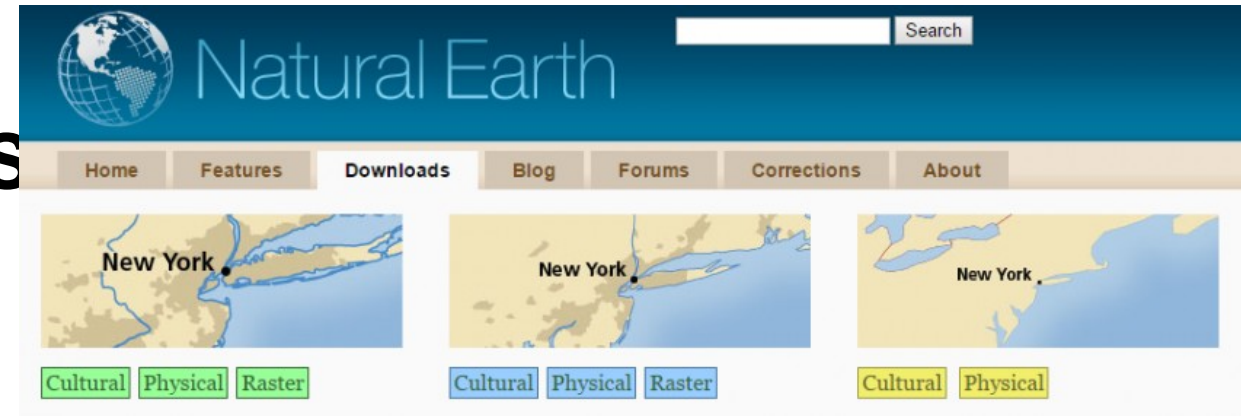 Search
Natural Earth
s
Home Features Downloads Blog Forums Corrections About
New York New York New York
Cultural Physical Raster Cultural Physical Raster Cultural Physical